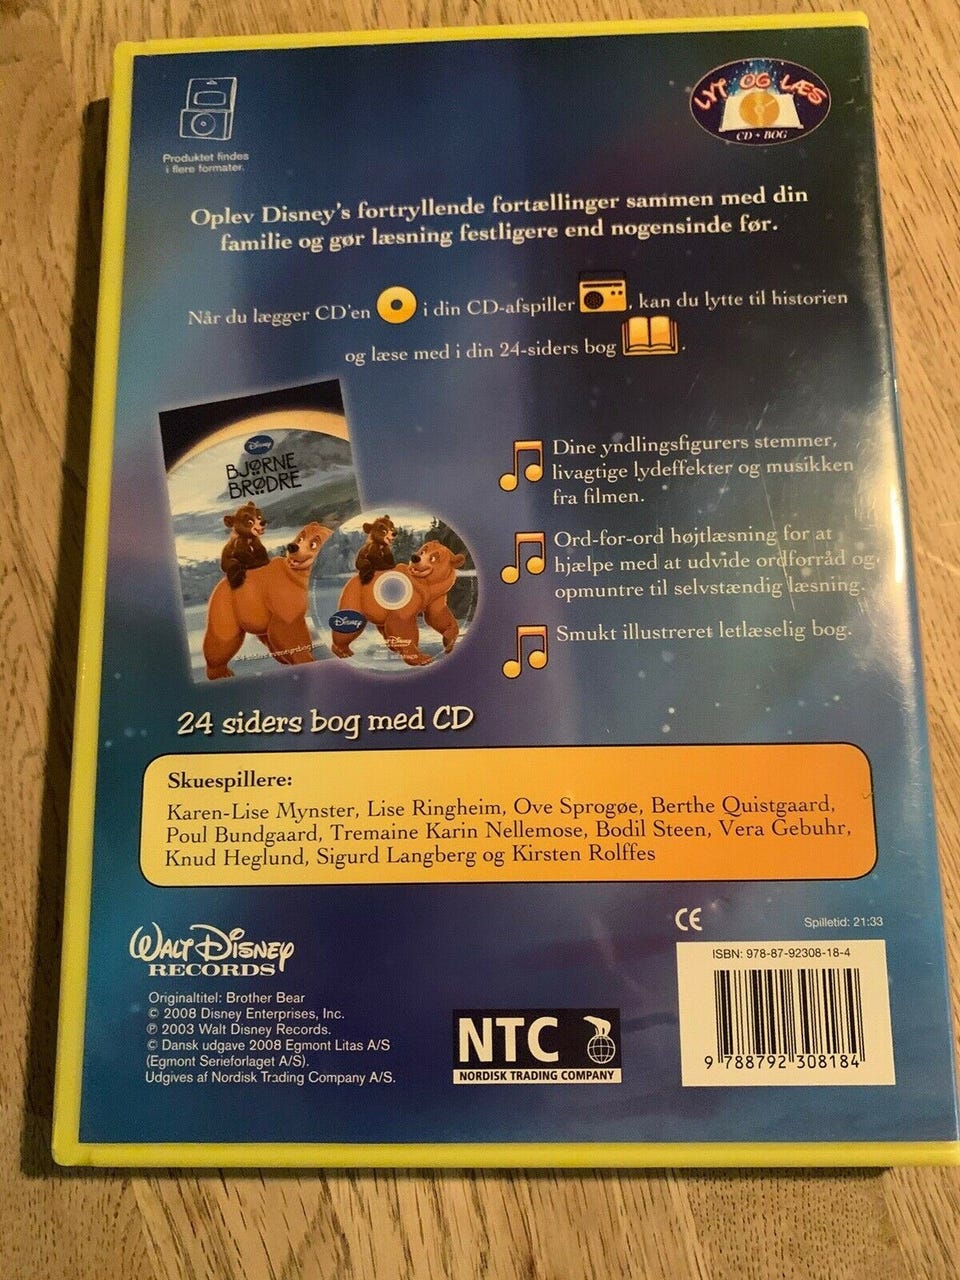 LYT OG LÆS
CD + BOG
Produktet findes
i flere formater.
Oplev Disney's fortryllende fortællinger sammen med din
familie og gør læsning festligere end nogensinde før.
Når du lægger CD'en i din CD-afspiller , kan du lytte til historien
og læse med i din 24-siders bog .
Disney
BJØRNE
BRØDRE
Disney
Dine yndlingsfigurers stemmer,
livagtige lydeffekter og musikken
fra filmen.
Ord-for-ord højtlæsning for at
hjælpe med at udvide ordforråd og
opmuntre til selvstændig læsning.
Smukt illustreret letlæselig bog.
24 siders bog med CD
Skuespillere:
Karen-Lise Mynster, Lise Ringheim, Ove Sprogøe, Berthe Quistgaard,
Poul Bundgaard, Tremaine Karin Nellemose, Bodil Steen, Vera Gebuhr,
Knud Heglund, Sigurd Langberg og Kirsten Rolffes
WALT DISNEY
RECORDS
CE
Spilletid: 21:33
Originaltitel: Brother Bear
© 2008 Disney Enterprises, Inc.
℗ 2003 Walt Disney Records.
© Dansk udgave 2008 Egmont Litas A/S
(Egmont Serieforlaget A/S).
Udgives af Nordisk Trading Company A/S.
NTC
NORDISK TRADING COMPANY
ISBN: 978-87-92308-18-4
9 788792 308184